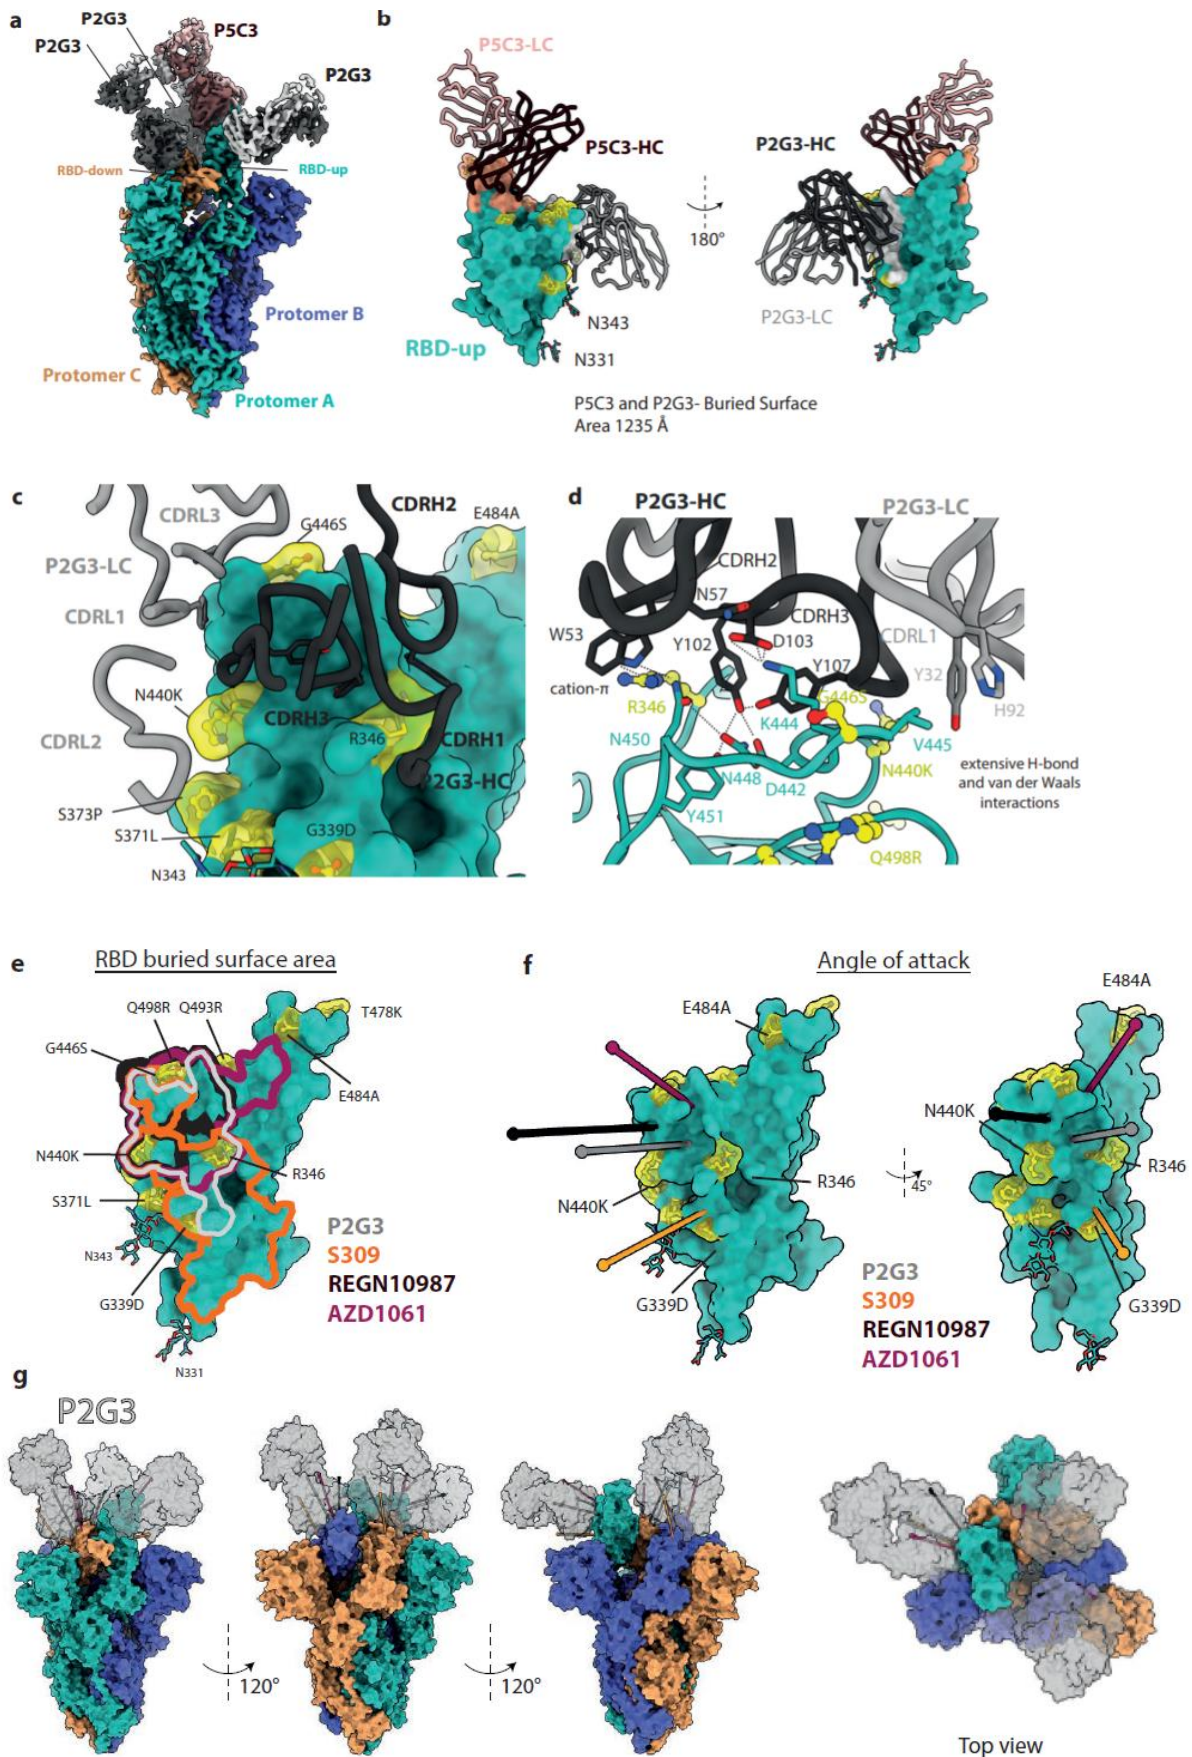 a
P2G3
P5C3
P2G3
P2G3
RBD-down
RBD-up
Protomer B
Protomer C
Protomer A
b
P5C3-LC
P5C3-HC
P2G3-HC
180°
P2G3-LC
N343
RBD-up
N331
P5C3 and P2G3- Buried Surface
Area 1235 Å
c
CDRL3
CDRH2
E484A
G446S
P2G3-LC
CDRL1
N440K
CDRH3
R346
CDRL2
CDRH1
P2G3-HC
S373P
S371L
G339D
N343
d
P2G3-HC
P2G3-LC
CDRH2
N57
CDRH3
W53
Y102
D103
CDRL1
Y107
Y32
cation-π
G446S
R346
K444
H92
N450
V445
N448
N440K
extensive H-bond
and van der Waals
interactions
D442
Y451
Q498R
e
RBD buried surface area
Q498R
Q493R
T478K
G446S
E484A
N440K
R346
S371L
N343
G339D
N331
P2G3
S309
REGN10987
AZD1061
f
Angle of attack
E484A
E484A
N440K
R346
R346
45°
N440K
G339D
G339D
P2G3
S309
REGN10987
AZD1061
g
P2G3
120°
120°
Top view